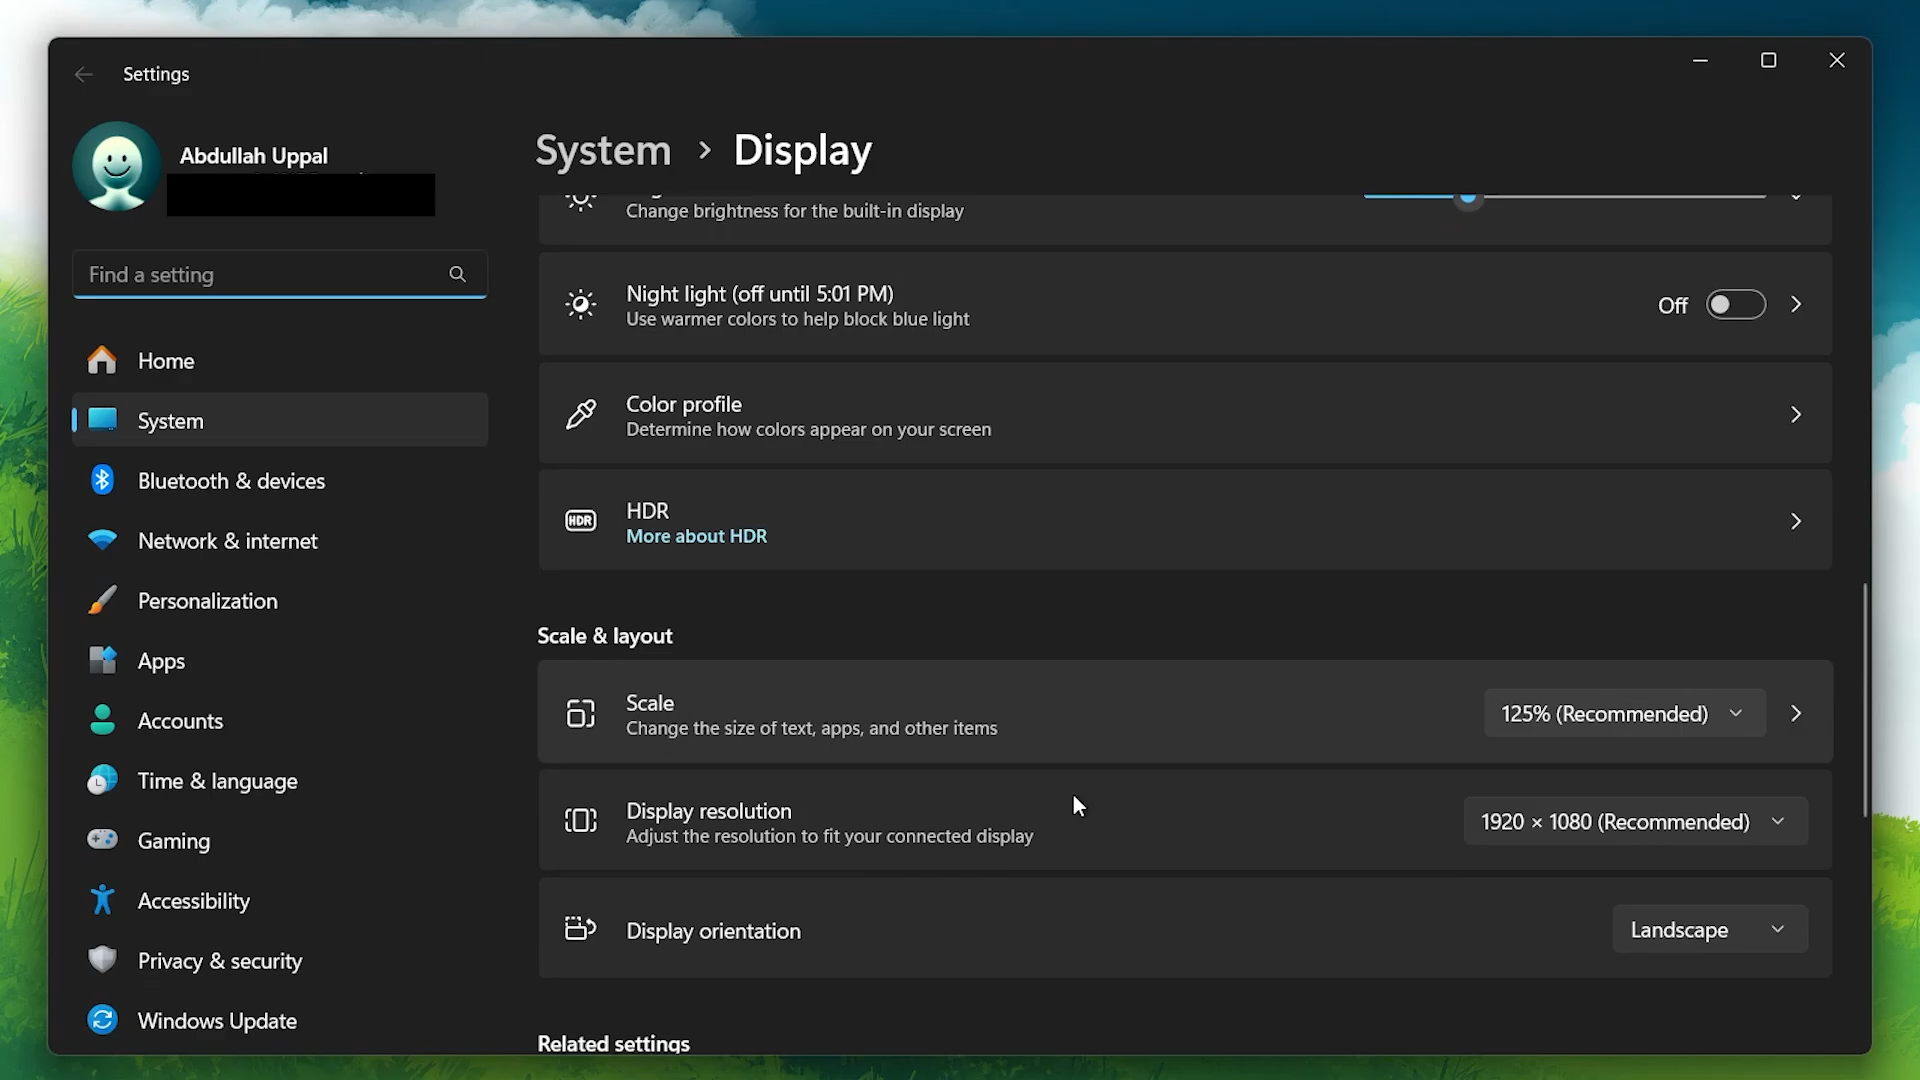 Settings
Abdullah Uppal
Find a setting
Home
System
Bluetooth & devices
Network & internet
Personalization
Apps
Accounts
Time & language
Gaming
Accessibility
Privacy & security
Windows Update
System › Display
Change brightness for the built-in display
Night light (off until 5:01 PM)
Use warmer colors to help block blue light
Off
Color profile
Determine how colors appear on your screen
HDR
HDR
More about HDR
Scale & layout
Scale
Change the size of text, apps, and other items
125% (Recommended)
Display resolution
Adjust the resolution to fit your connected display
1920 × 1080 (Recommended)
Display orientation
Landscape
Related settings